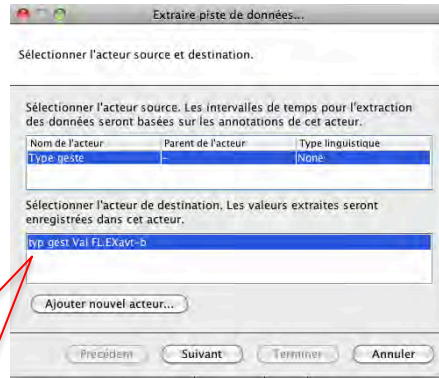 Extraire piste de données...
Sélectionner l'acteur source et destination.
Sélectionner l'acteur source. Les intervalles de temps pour l'extraction
des données seront basées sur les annotations de cet acteur.
Nom de l'acteur Parent de l'acteur Type linguistique
Type geste - None
Sélectionner l'acteur de destination. Les valeurs extraites seront
enregistrées dans cet acteur.
typ gest Val FL.EXavt-b
Ajouter nouvel acteur...
Précédent Suivant Terminer Annuler